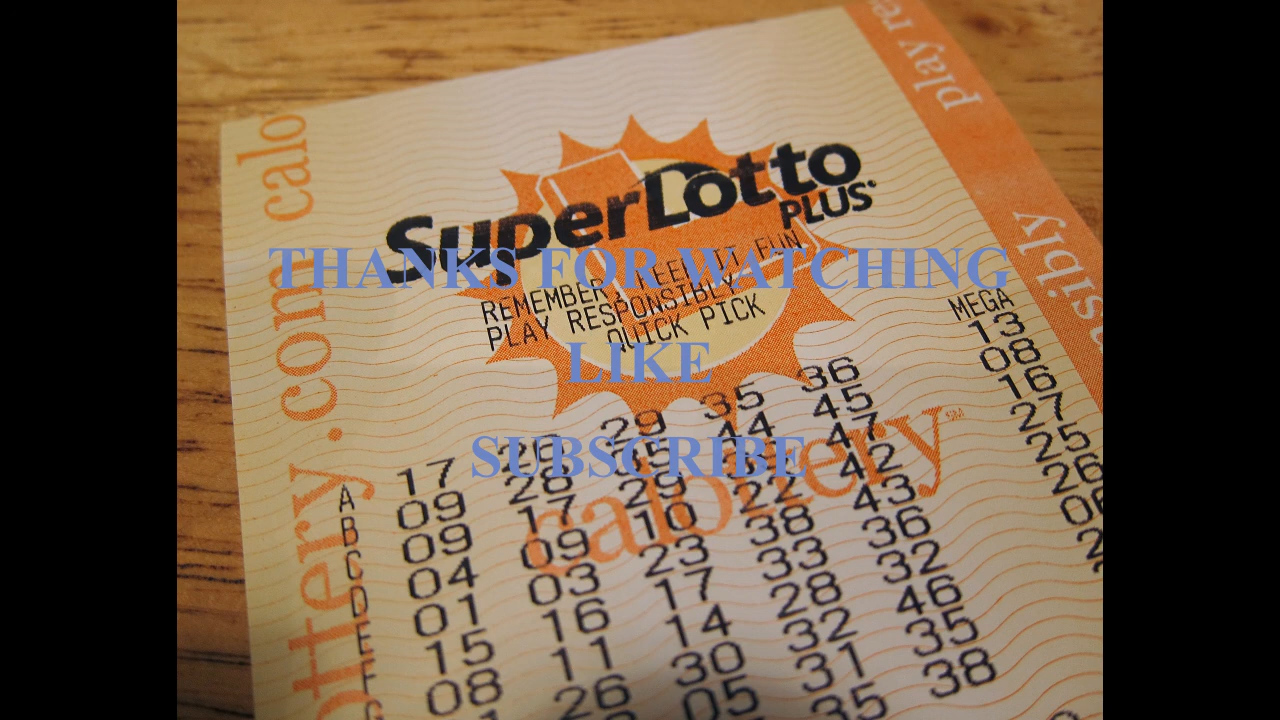 play re
sibly
calottery.com calo
SuperLotto
PLUS
REMEMBER, KEEP IT FUN
PLAY RESPONSIBLY
QUICK PICK
THANKS FOR WATCHING
LIKE
SUBSCRIBE
calottery
MEGA
A 17 29 35 36 13
B 09 28 44 45 08
C 09 17 29 47 16
D 04 09 10 22 42 27
E 01 03 23 38 43 25
F 15 16 17 33 36 26
G 08 11 14 28 32
26 30 32 46
05 31 35
35 38